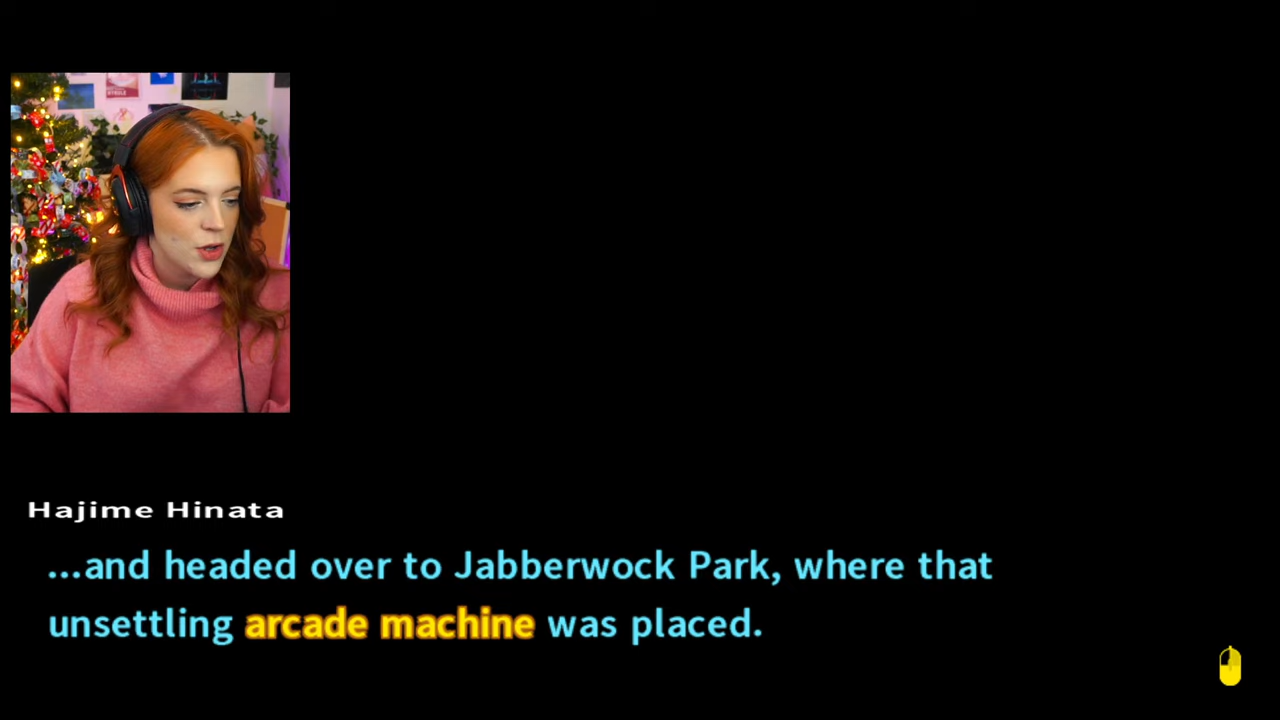 Hajime Hinata
...and headed over to Jabberwock Park, where that
unsettling arcade machine was placed.